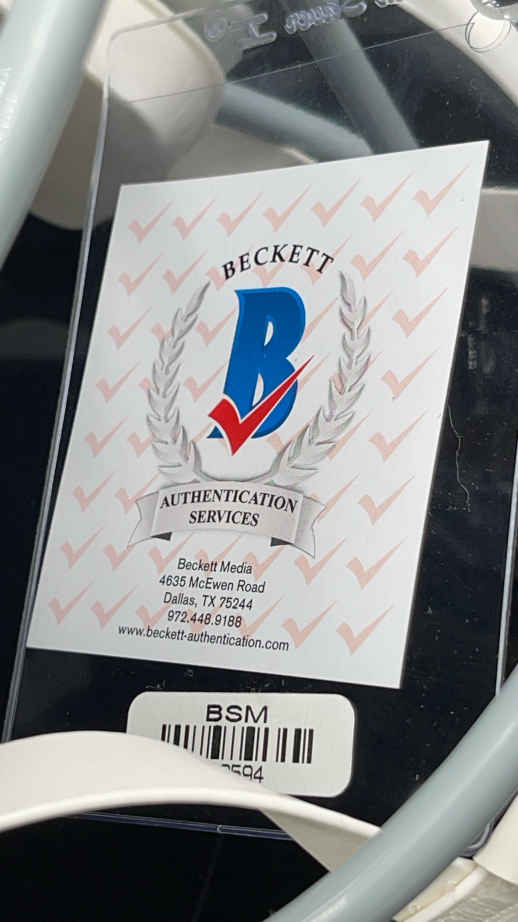 BECKETT
B
AUTHENTICATION
SERVICES
Beckett Media
4635 McEwen Road
Dallas, TX 75244
972.448.9188
www.beckett-authentication.com
BSM